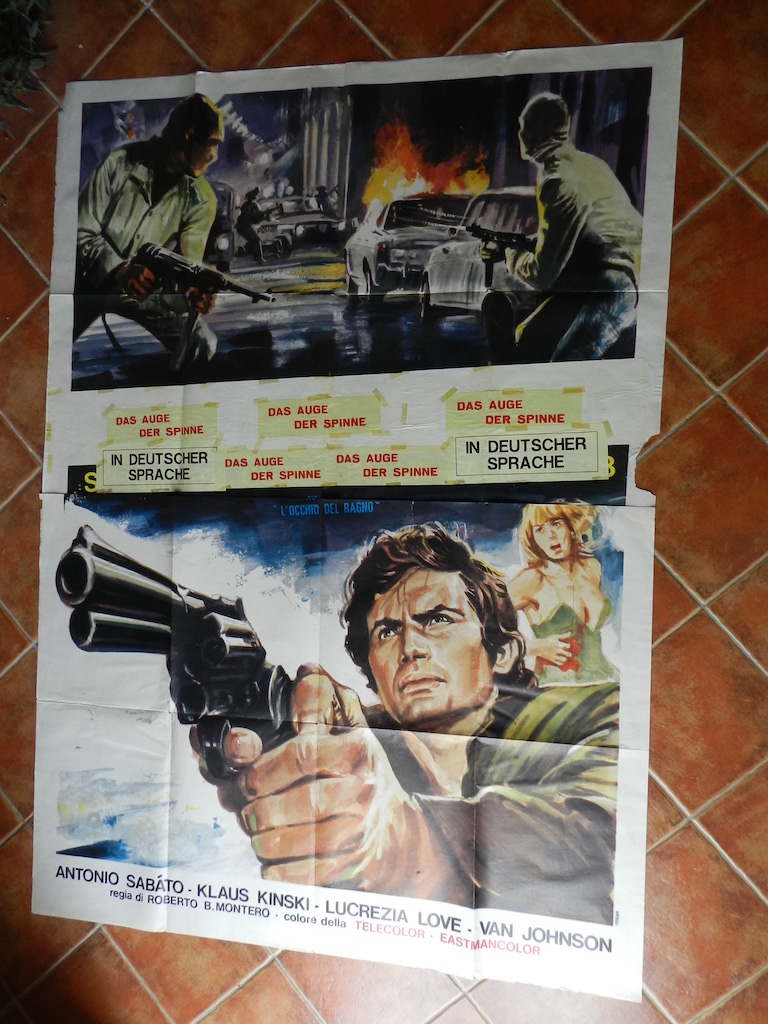 DAS AUGE
DER SPINNE
DAS AUGE
DER SPINNE
DAS AUGE
DER SPINNE
IN DEUTSCHER
SPRACHE
DAS AUGE
DER SPINNE
DAS AUGE
DER SPINNE
IN DEUTSCHER
SPRACHE
"L'OCCHIO DEL RAGNO"
ANTONIO SABÁTO - KLAUS KINSKI - LUCREZIA LOVE - VAN JOHNSON
regia di ROBERTO B. MONTERO - colore della TELECOLOR - EASTMANCOLOR